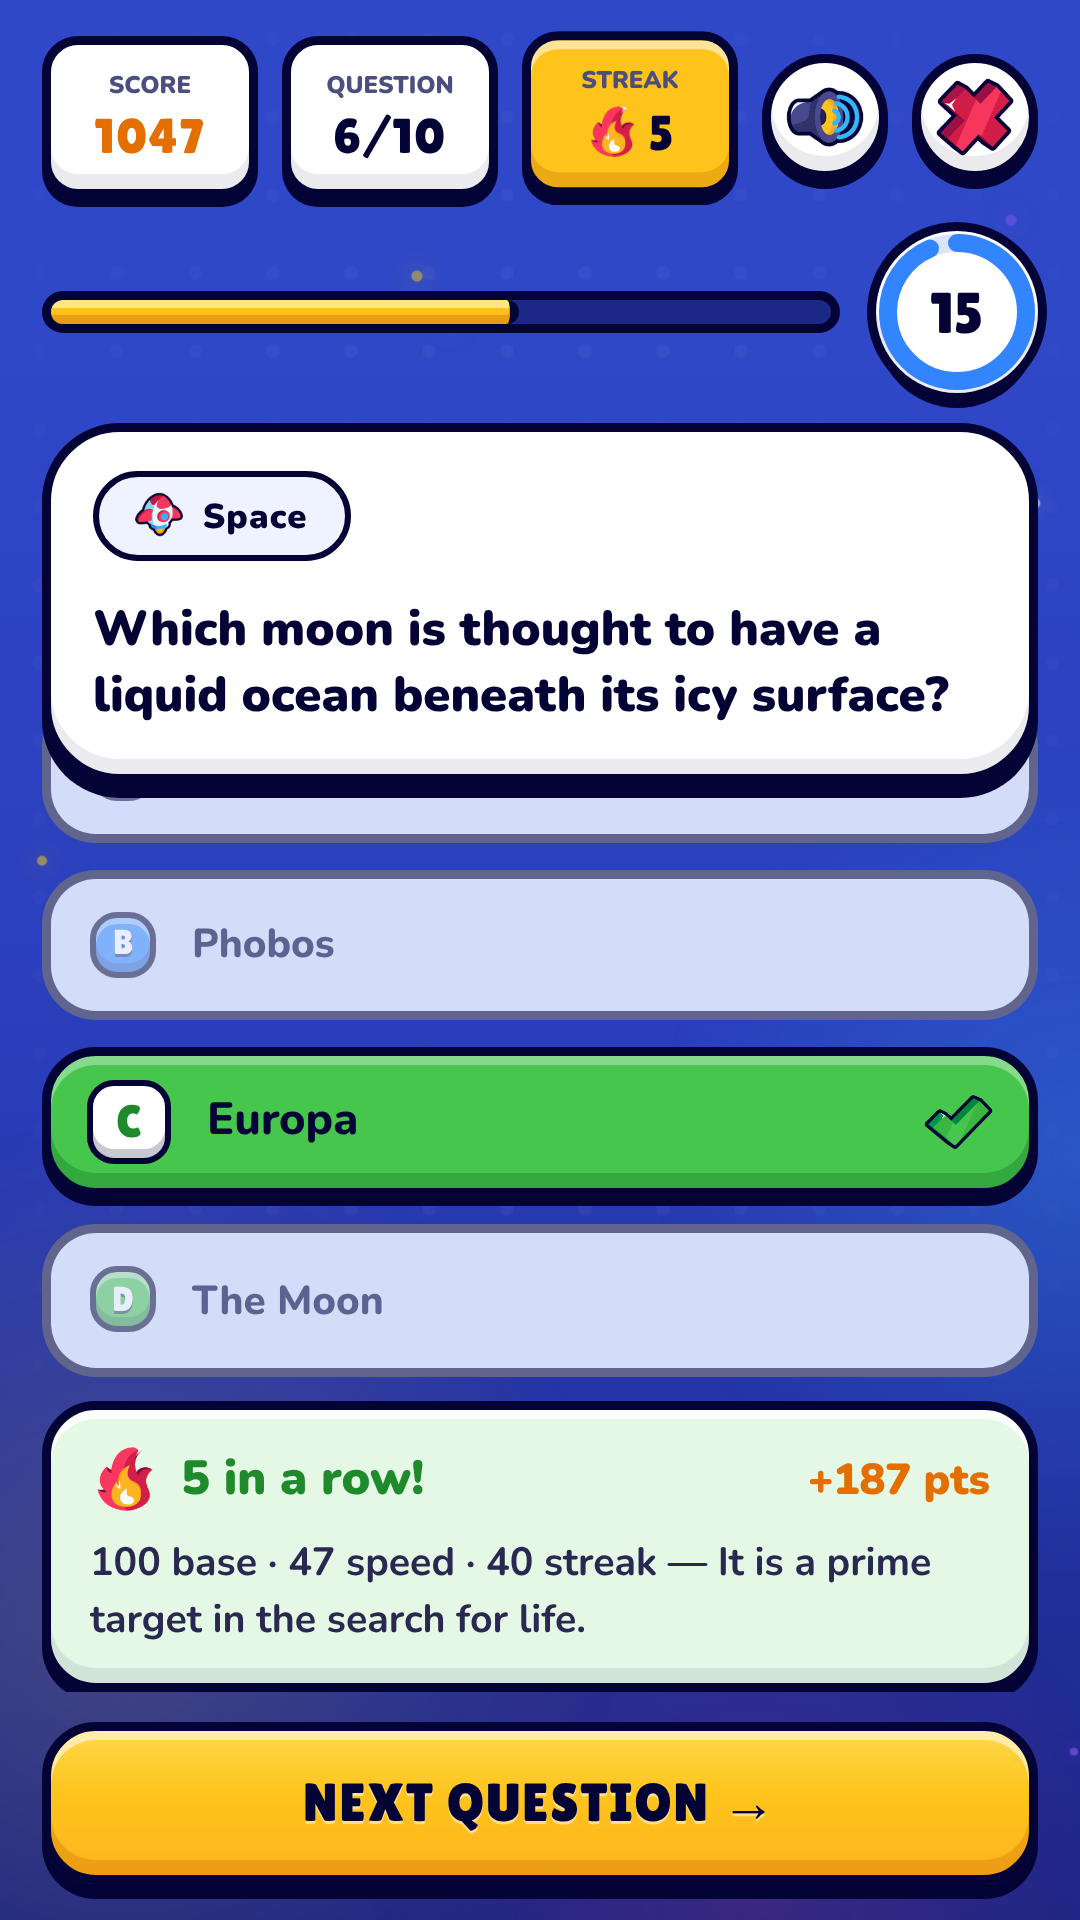 SCORE
1047
QUESTION
6/10
STREAK
5
15
Space
Which moon is thought to have a
liquid ocean beneath its icy surface?
B
Phobos
C
Europa
D
The Moon
5 in a row!
+187 pts
100 base · 47 speed · 40 streak — It is a prime
target in the search for life.
NEXT QUESTION →